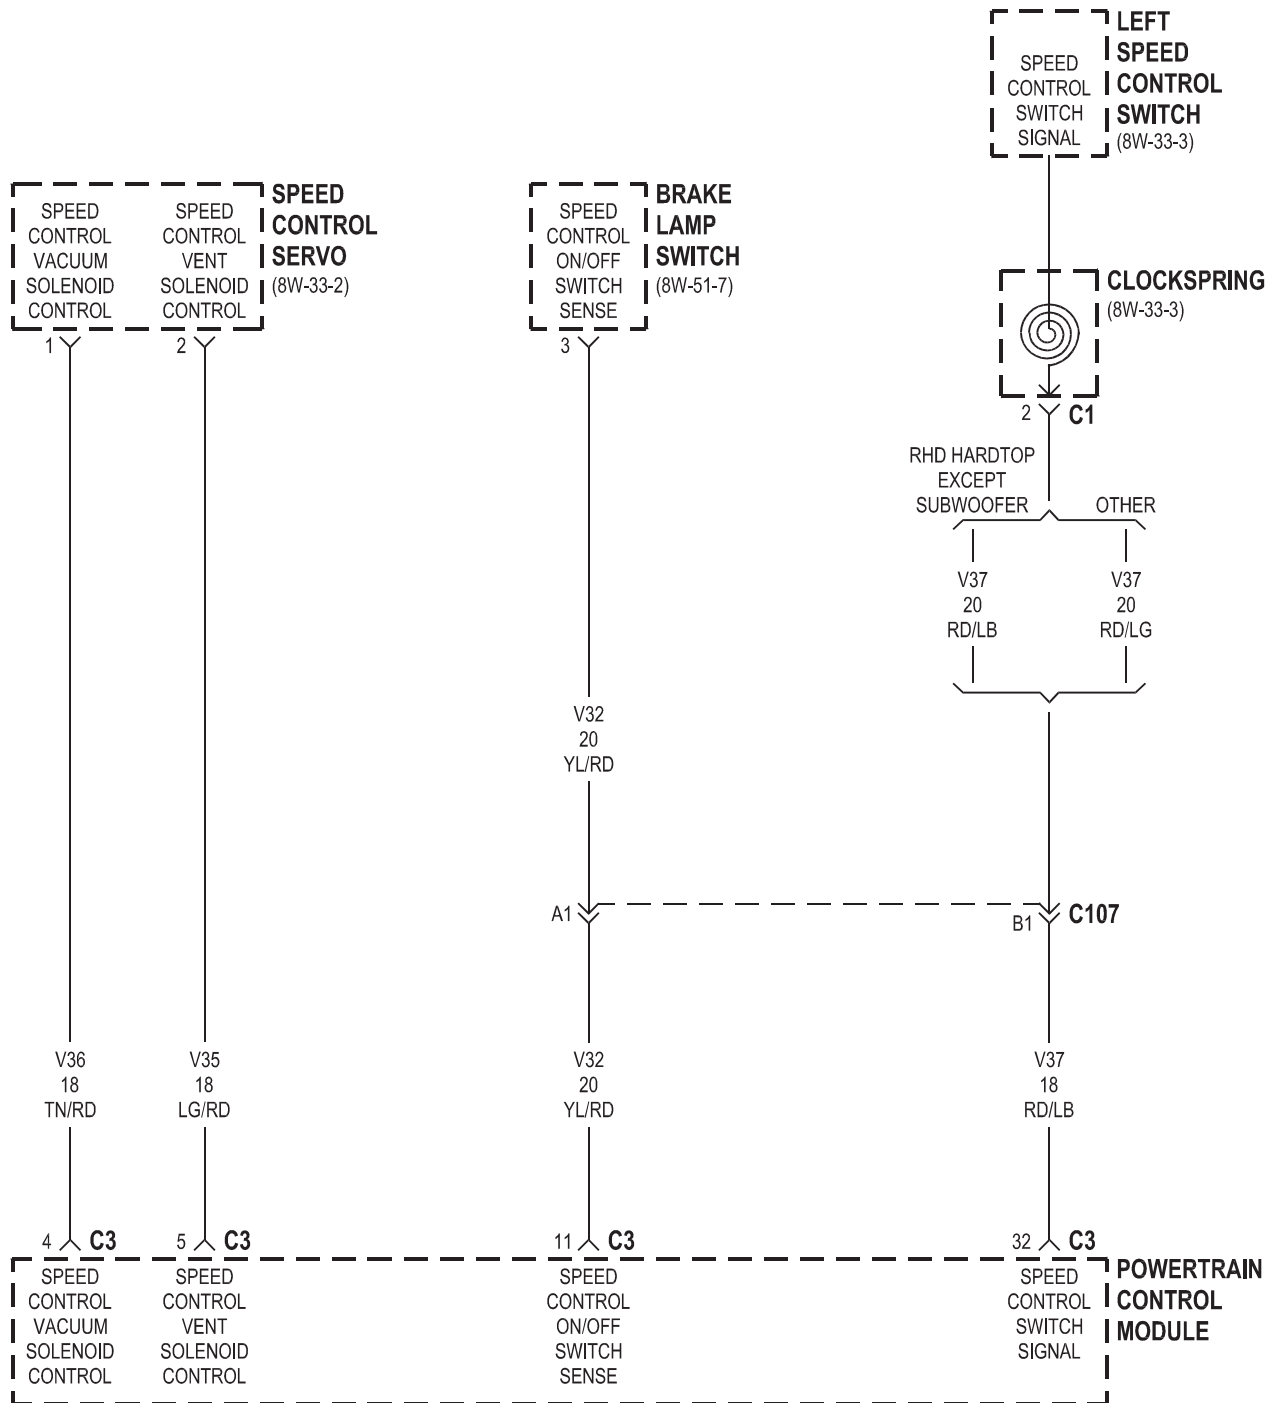 LEFT
SPEED
CONTROL
SWITCH
(8W-33-3)
SPEED
CONTROL
SWITCH
SIGNAL
SPEED
CONTROL
VACUUM
SOLENOID
CONTROL
SPEED
CONTROL
VENT
SOLENOID
CONTROL
SPEED
CONTROL
SERVO
(8W-33-2)
SPEED
CONTROL
ON/OFF
SWITCH
SENSE
BRAKE
LAMP
SWITCH
(8W-51-7)
CLOCKSPRING
(8W-33-3)
1
2
3
2 C1
RHD HARDTOP
EXCEPT
SUBWOOFER
OTHER
V37
20
RD/LB
V37
20
RD/LG
V32
20
YL/RD
A1
B1 C107
V36
18
TN/RD
V35
18
LG/RD
V32
20
YL/RD
V37
18
RD/LB
4 C3
5 C3
11 C3
32 C3
SPEED
CONTROL
VACUUM
SOLENOID
CONTROL
SPEED
CONTROL
VENT
SOLENOID
CONTROL
SPEED
CONTROL
ON/OFF
SWITCH
SENSE
SPEED
CONTROL
SWITCH
SIGNAL
POWERTRAIN
CONTROL
MODULE